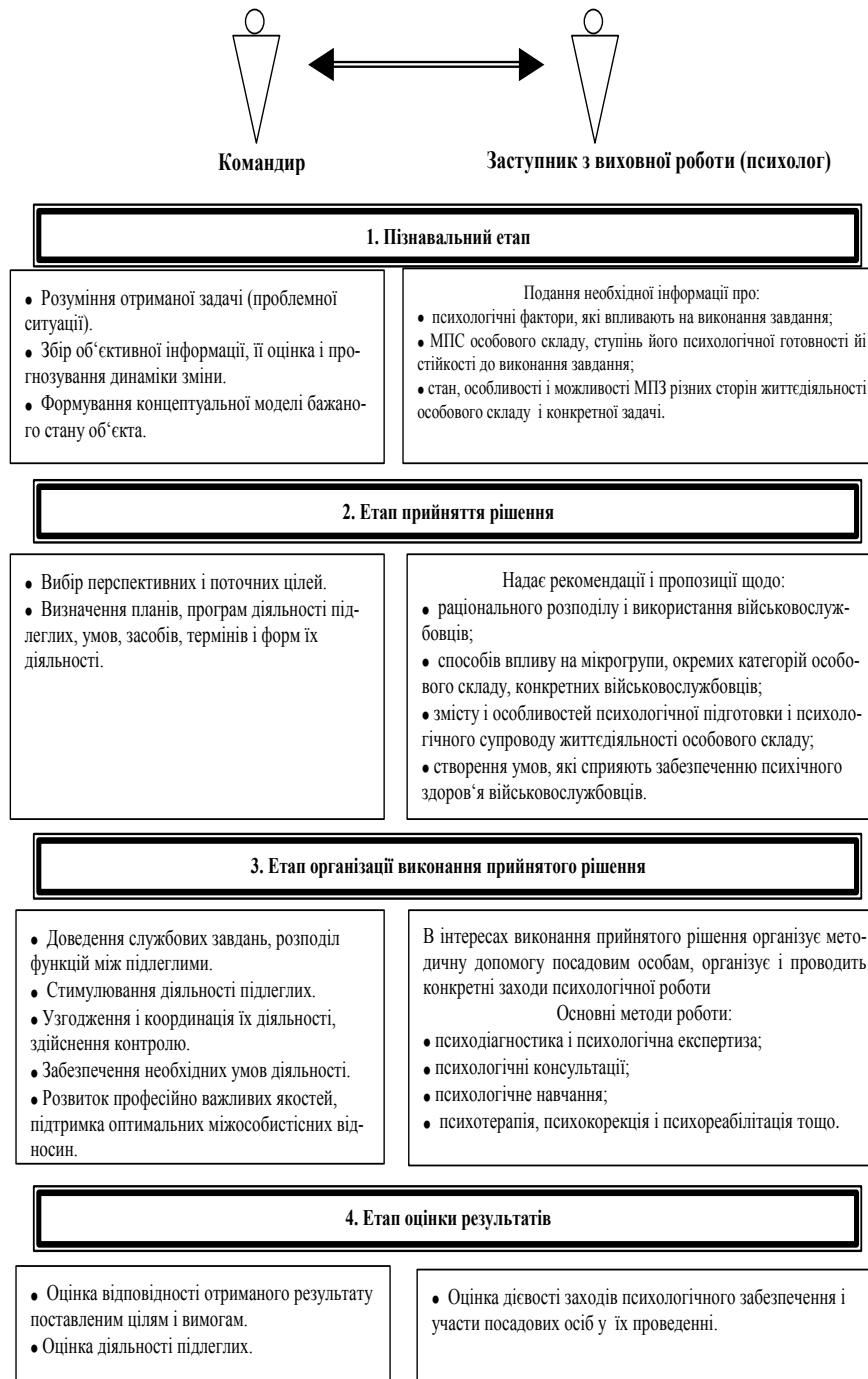 Командир
Заступник з виховної роботи (психолог)
1. Пізнавальний етап
● Розуміння отриманої задачі (проблемної
ситуації).
● Збір об‘єктивної інформації, її оцінка і про-
гнозування динаміки зміни.
● Формування концептуальної моделі бажано-
го стану об‘єкта.
Подання необхідної інформації про:
● психологічні фактори, які впливають на виконання завдання;
● МПС особового складу, ступінь його психологічної готовності йі
стійкості до виконання завдання;
● стан, особливості і можливості МПЗ різних сторін життєдіяльності
особового складу і конкретної задачі.
2. Етап прийняття рішення
● Вибір перспективних і поточних цілей.
● Визначення планів, програм діяльності під-
леглих, умов, засобів, термінів і форм їх
діяльності.
Надає рекомендації і пропозиції щодо:
● раціонального розподілу і використання військовослуж-
бовців;
● способів впливу на мікрогрупи, окремих категорій особо-
вого складу, конкретних військовослужбовців;
● змісту і особливостей психологічної підготовки і психоло-
гічного супроводу життєдіяльності особового складу;
● створення умов, які сприяють забезпеченню психічного
здоров‘я військовослужбовців.
3. Етап організації виконання прийнятого рішення
● Доведення службових завдань, розподіл
функцій між підлеглими.
● Стимулювання діяльності підлеглих.
● Узгодження і координація їх діяльності,
здійснення контролю.
● Забезпечення необхідних умов діяльності.
● Розвиток професійно важливих якостей,
підтримка оптимальних міжособистісних від-
носин.
В інтересах виконання прийнятого рішення організує мето-
дичну допомогу посадовим особам, організує і проводить
конкретні заходи психологічної роботи
Основні методи роботи:
● психодіагностика і психологічна експертиза;
● психологічні консультації;
● психологічне навчання;
● психотерапія, психокорекція і психореабілітація тощо.
4. Етап оцінки результатів
● Оцінка відповідності отриманого результату
поставленим цілям і вимогам.
● Оцінка діяльності підлеглих.
● Оцінка дієвості заходів психологічного забезпечення і
участи посадових осіб у їх проведенні.